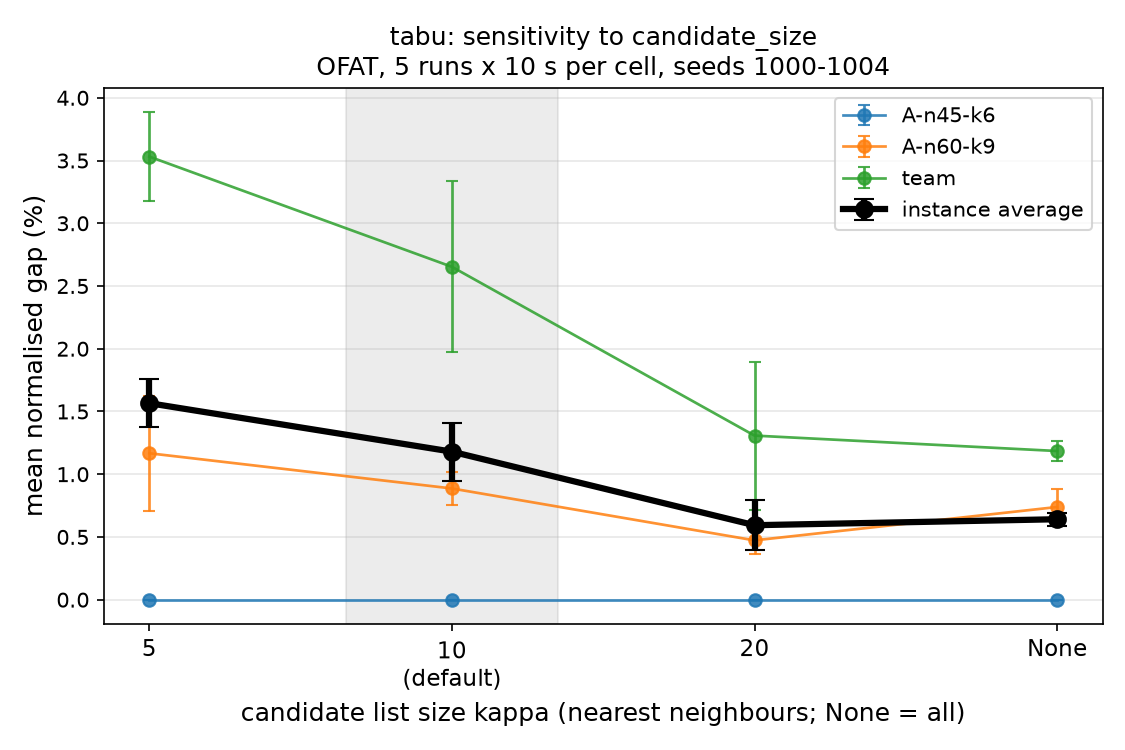 tabu: sensitivity to candidate_size
OFAT, 5 runs x 10 s per cell, seeds 1000-1004
mean normalised gap (%)
4.0
3.5
3.0
2.5
2.0
1.5
1.0
0.5
0.0
A-n45-k6
A-n60-k9
team
instance average
5
10
(default)
20
None
candidate list size kappa (nearest neighbours; None = all)